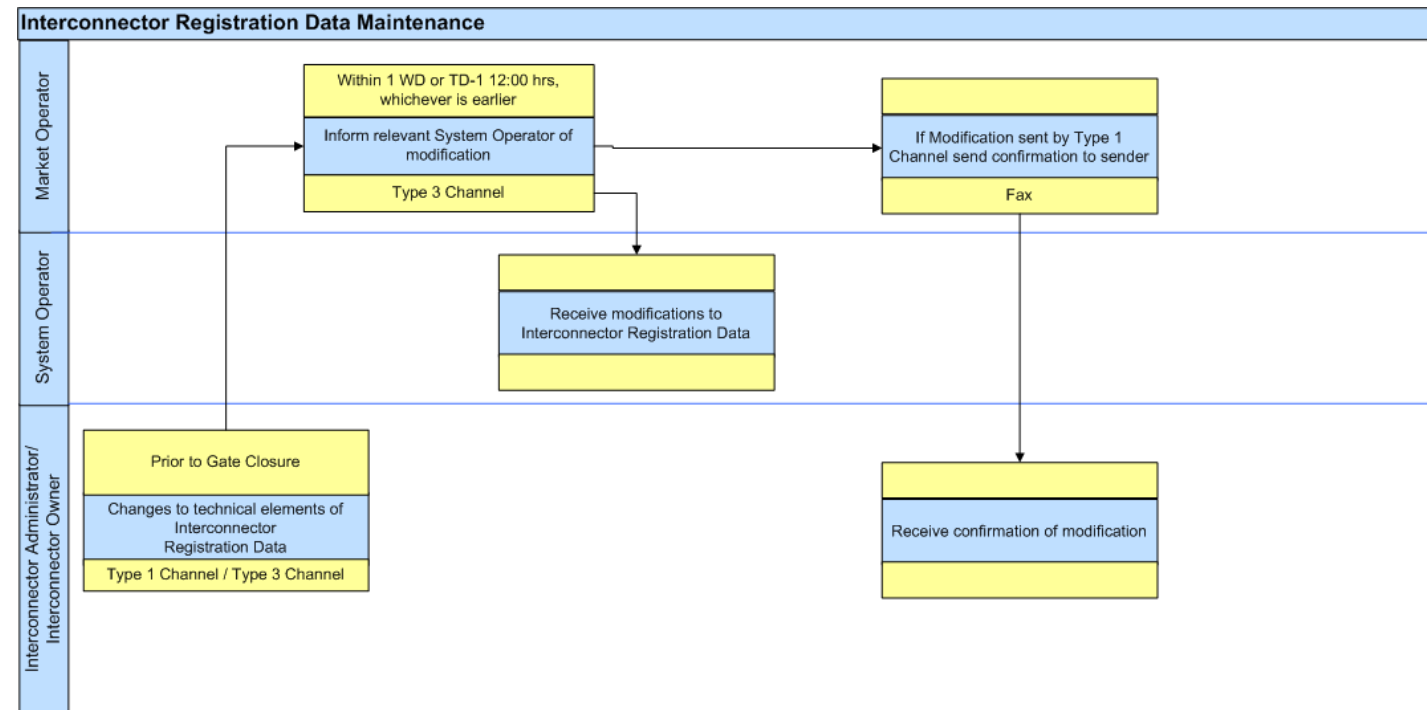 Interconnector Registration Data Maintenance
Market Operator
Within 1 WD or TD-1 12:00 hrs,
whichever is earlier
Inform relevant System Operator of
modification
Type 3 Channel
If Modification sent by Type 1
Channel send confirmation to sender
Fax
System Operator
Receive modifications to
Interconnector Registration Data
Interconnector Administrator/
Interconnector Owner
Prior to Gate Closure
Changes to technical elements of
Interconnector
Registration Data
Type 1 Channel / Type 3 Channel
Receive confirmation of modification